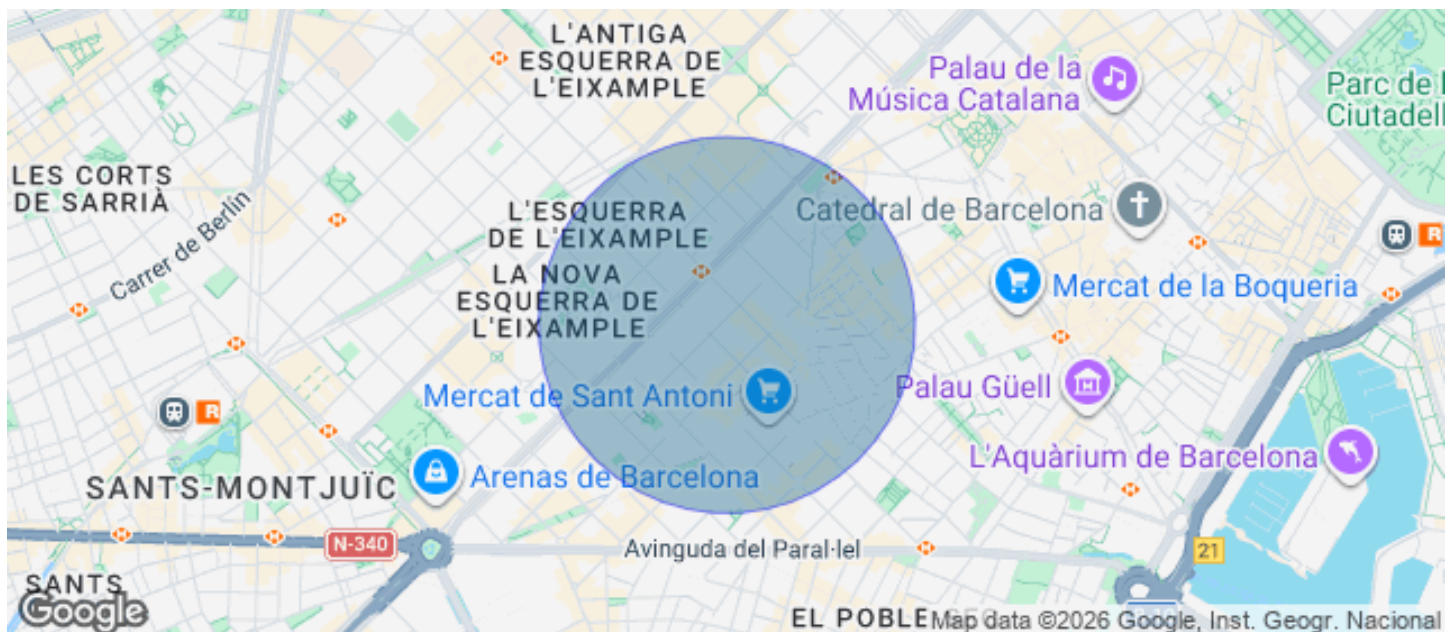 L'ANTIGA
ESQUERRA DE
L'EIXAMPLE
Palau de la
Música Catalana
Parc de l
Ciutadell
LES CORTS
DE SARRIÀ
Carrer de Berlín
L'ESQUERRA
DE L'EIXAMPLE
LA NOVA
ESQUERRA DE
L'EIXAMPLE
Catedral de Barcelona
R
Mercat de la Boqueria
Mercat de Sant Antoni
Palau Güell
R
L'Aquàrium de Barcelona
Arenas de Barcelona
SANTS-MONTJUÏC
N-340
Avinguda del Paral·lel
21
SANTS
Google
EL POBLE
Map data ©2026 Google, Inst. Geogr. Nacional